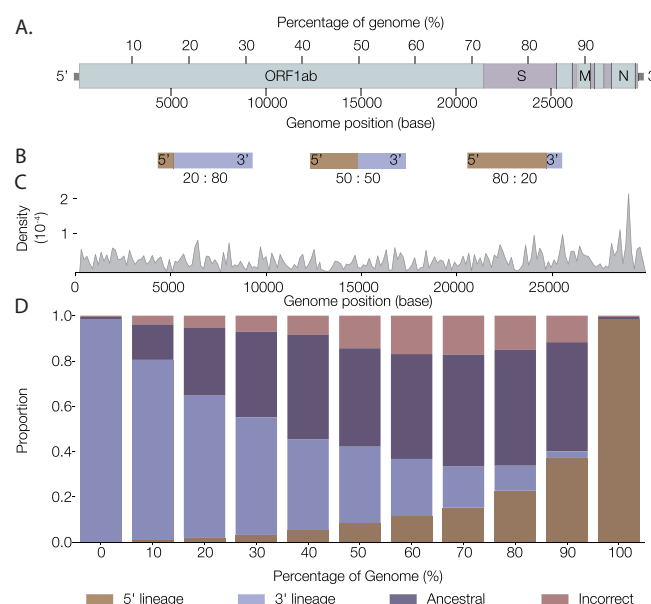 A.
Percentage of genome (%)
10 20 30 40 50 60 70 80 90
5' ORF1ab S M N
5000 10000 15000 20000 25000
Genome position (base)
B
5' 3' 5' 3' 5' 3'
20 : 80 50 : 50 80 : 20
C
Density
(10⁻⁴)
2
1
0 5000 10000 15000 20000 25000
Genome position (base)
D
Proportion
1.0
0.8
0.6
0.4
0.2
0.0
0 10 20 30 40 50 60 70 80 90 100
Percentage of Genome (%)
5' lineage 3' lineage Ancestral Incorrect